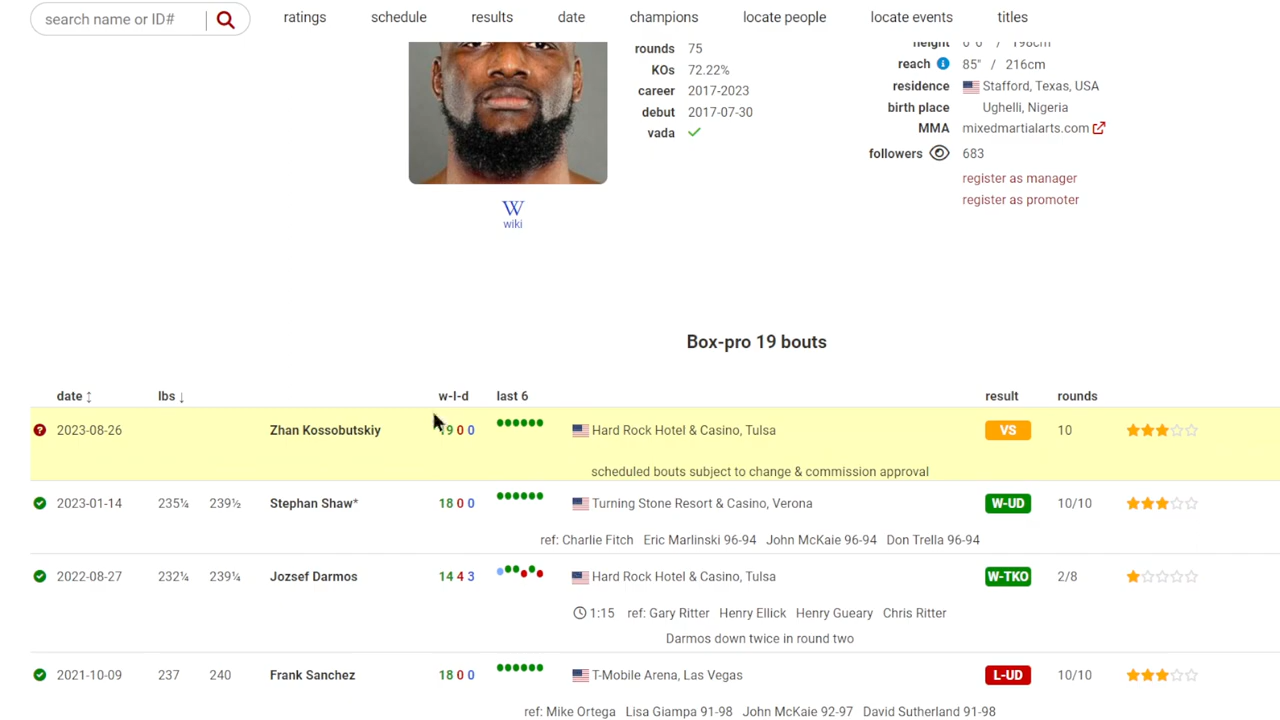 search name or ID# ratings schedule results date champions locate people locate events titles
rounds 75
KOs 72.22%
career 2017-2023
debut 2017-07-30
vada
W
wiki
height / 198cm
reach 85" / 216cm
residence Stafford, Texas, USA
birth place Ughelli, Nigeria
MMA mixedmartialarts.com
followers 683
register as manager
register as promoter
Box-pro 19 bouts
date lbs w-l-d last 6 result rounds
2023-08-26 Zhan Kossobutskiy 19 0 0 Hard Rock Hotel & Casino, Tulsa VS 10
scheduled bouts subject to change & commission approval
2023-01-14 235¼ 239½ Stephan Shaw* 18 0 0 Turning Stone Resort & Casino, Verona W-UD 10/10
ref: Charlie Fitch Eric Marlinski 96-94 John McKaie 96-94 Don Trella 96-94
2022-08-27 232¼ 239¼ Jozsef Darmos 14 4 3 Hard Rock Hotel & Casino, Tulsa W-TKO 2/8
1:15 ref: Gary Ritter Henry Ellick Henry Gueary Chris Ritter
Darmos down twice in round two
2021-10-09 237 240 Frank Sanchez 18 0 0 T-Mobile Arena, Las Vegas L-UD 10/10
ref: Mike Ortega Lisa Giampa 91-98 John McKaie 92-97 David Sutherland 91-98